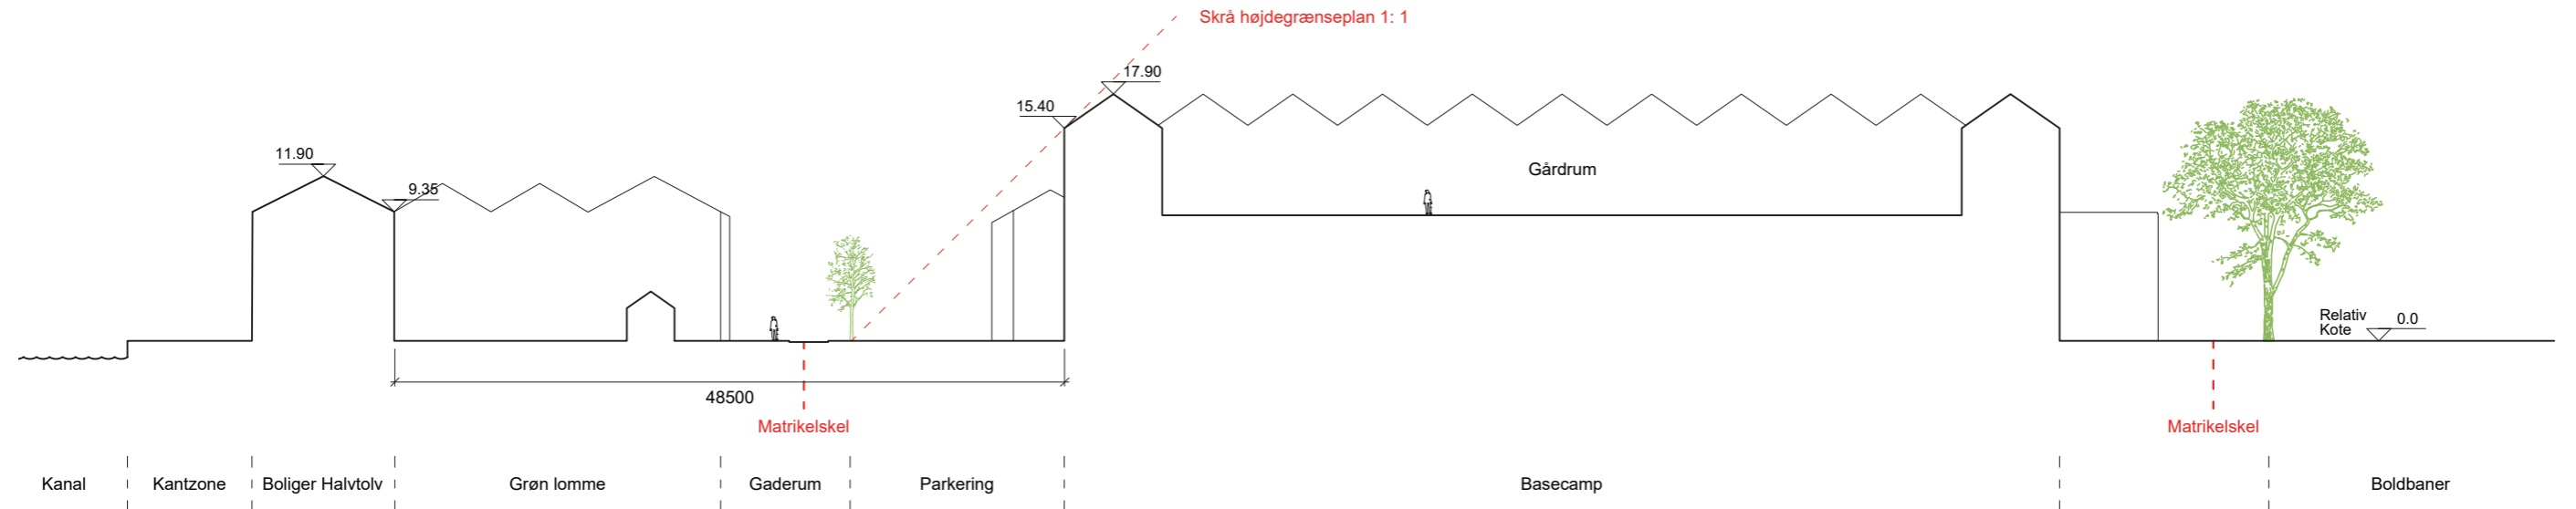 Skrå højdegrænseplan 1: 1
17.90
15.40
11.90
9.35
Gårdrum
Relativ
Kote
0.0
48500
Matrikelskel
Matrikelskel
Kanal
Kantzone
Boliger Halvtolv
Grøn lomme
Gaderum
Parkering
Basecamp
Boldbaner